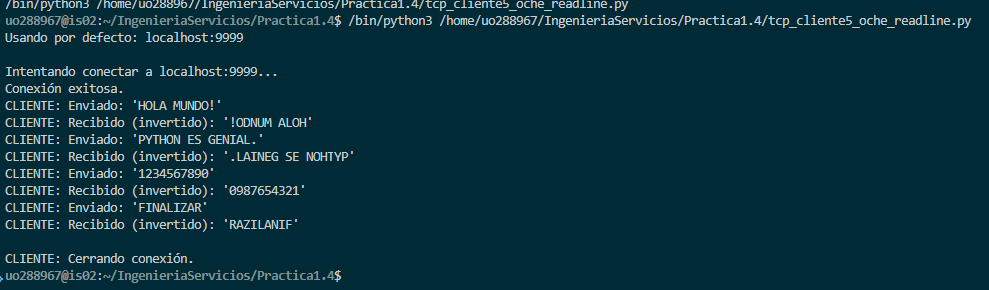 /bin/python3 /home/uo288967/IngenieriaServicios/Practica1.4/tcp_cliente5_oche_readline.py
uo288967@is02:~/IngenieriaServicios/Practica1.4$ /bin/python3 /home/uo288967/IngenieriaServicios/Practica1.4/tcp_cliente5_oche_readline.py
Usando por defecto: localhost:9999
Intentando conectar a localhost:9999...
Conexión exitosa.
CLIENTE: Enviado: 'HOLA MUNDO!'
CLIENTE: Recibido (invertido): '!ODNUM ALOH'
CLIENTE: Enviado: 'PYTHON ES GENIAL.'
CLIENTE: Recibido (invertido): '.LAINEG SE NOHTYP'
CLIENTE: Enviado: '1234567890'
CLIENTE: Recibido (invertido): '0987654321'
CLIENTE: Enviado: 'FINALIZAR'
CLIENTE: Recibido (invertido): 'RAZILANIF'
CLIENTE: Cerrando conexión.
uo288967@is02:~/IngenieriaServicios/Practica1.4$